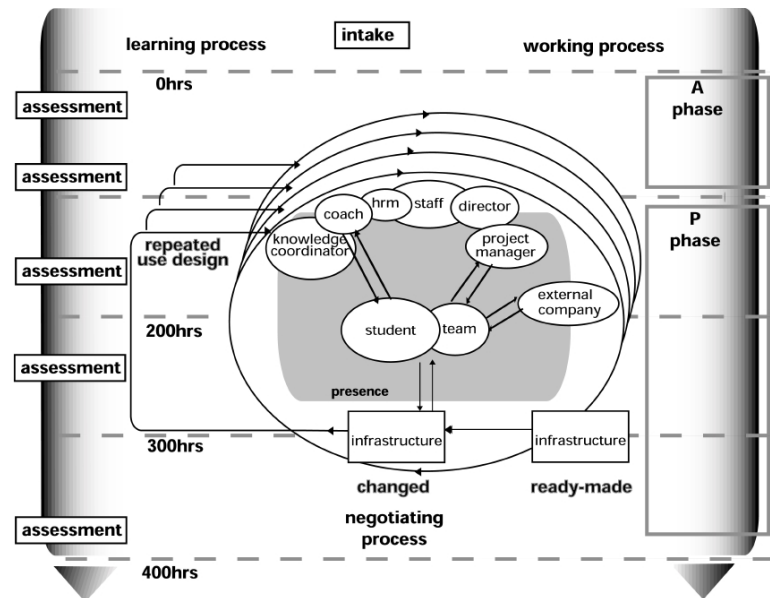 learning process
intake
working process
0hrs
assessment
A
phase
assessment
hrm
staff
director
coach
P
phase
repeated
use design
knowledge
coordinator
project
manager
assessment
external
company
200hrs
student
team
assessment
presence
infrastructure
infrastructure
300hrs
changed
ready-made
negotiating
process
assessment
400hrs